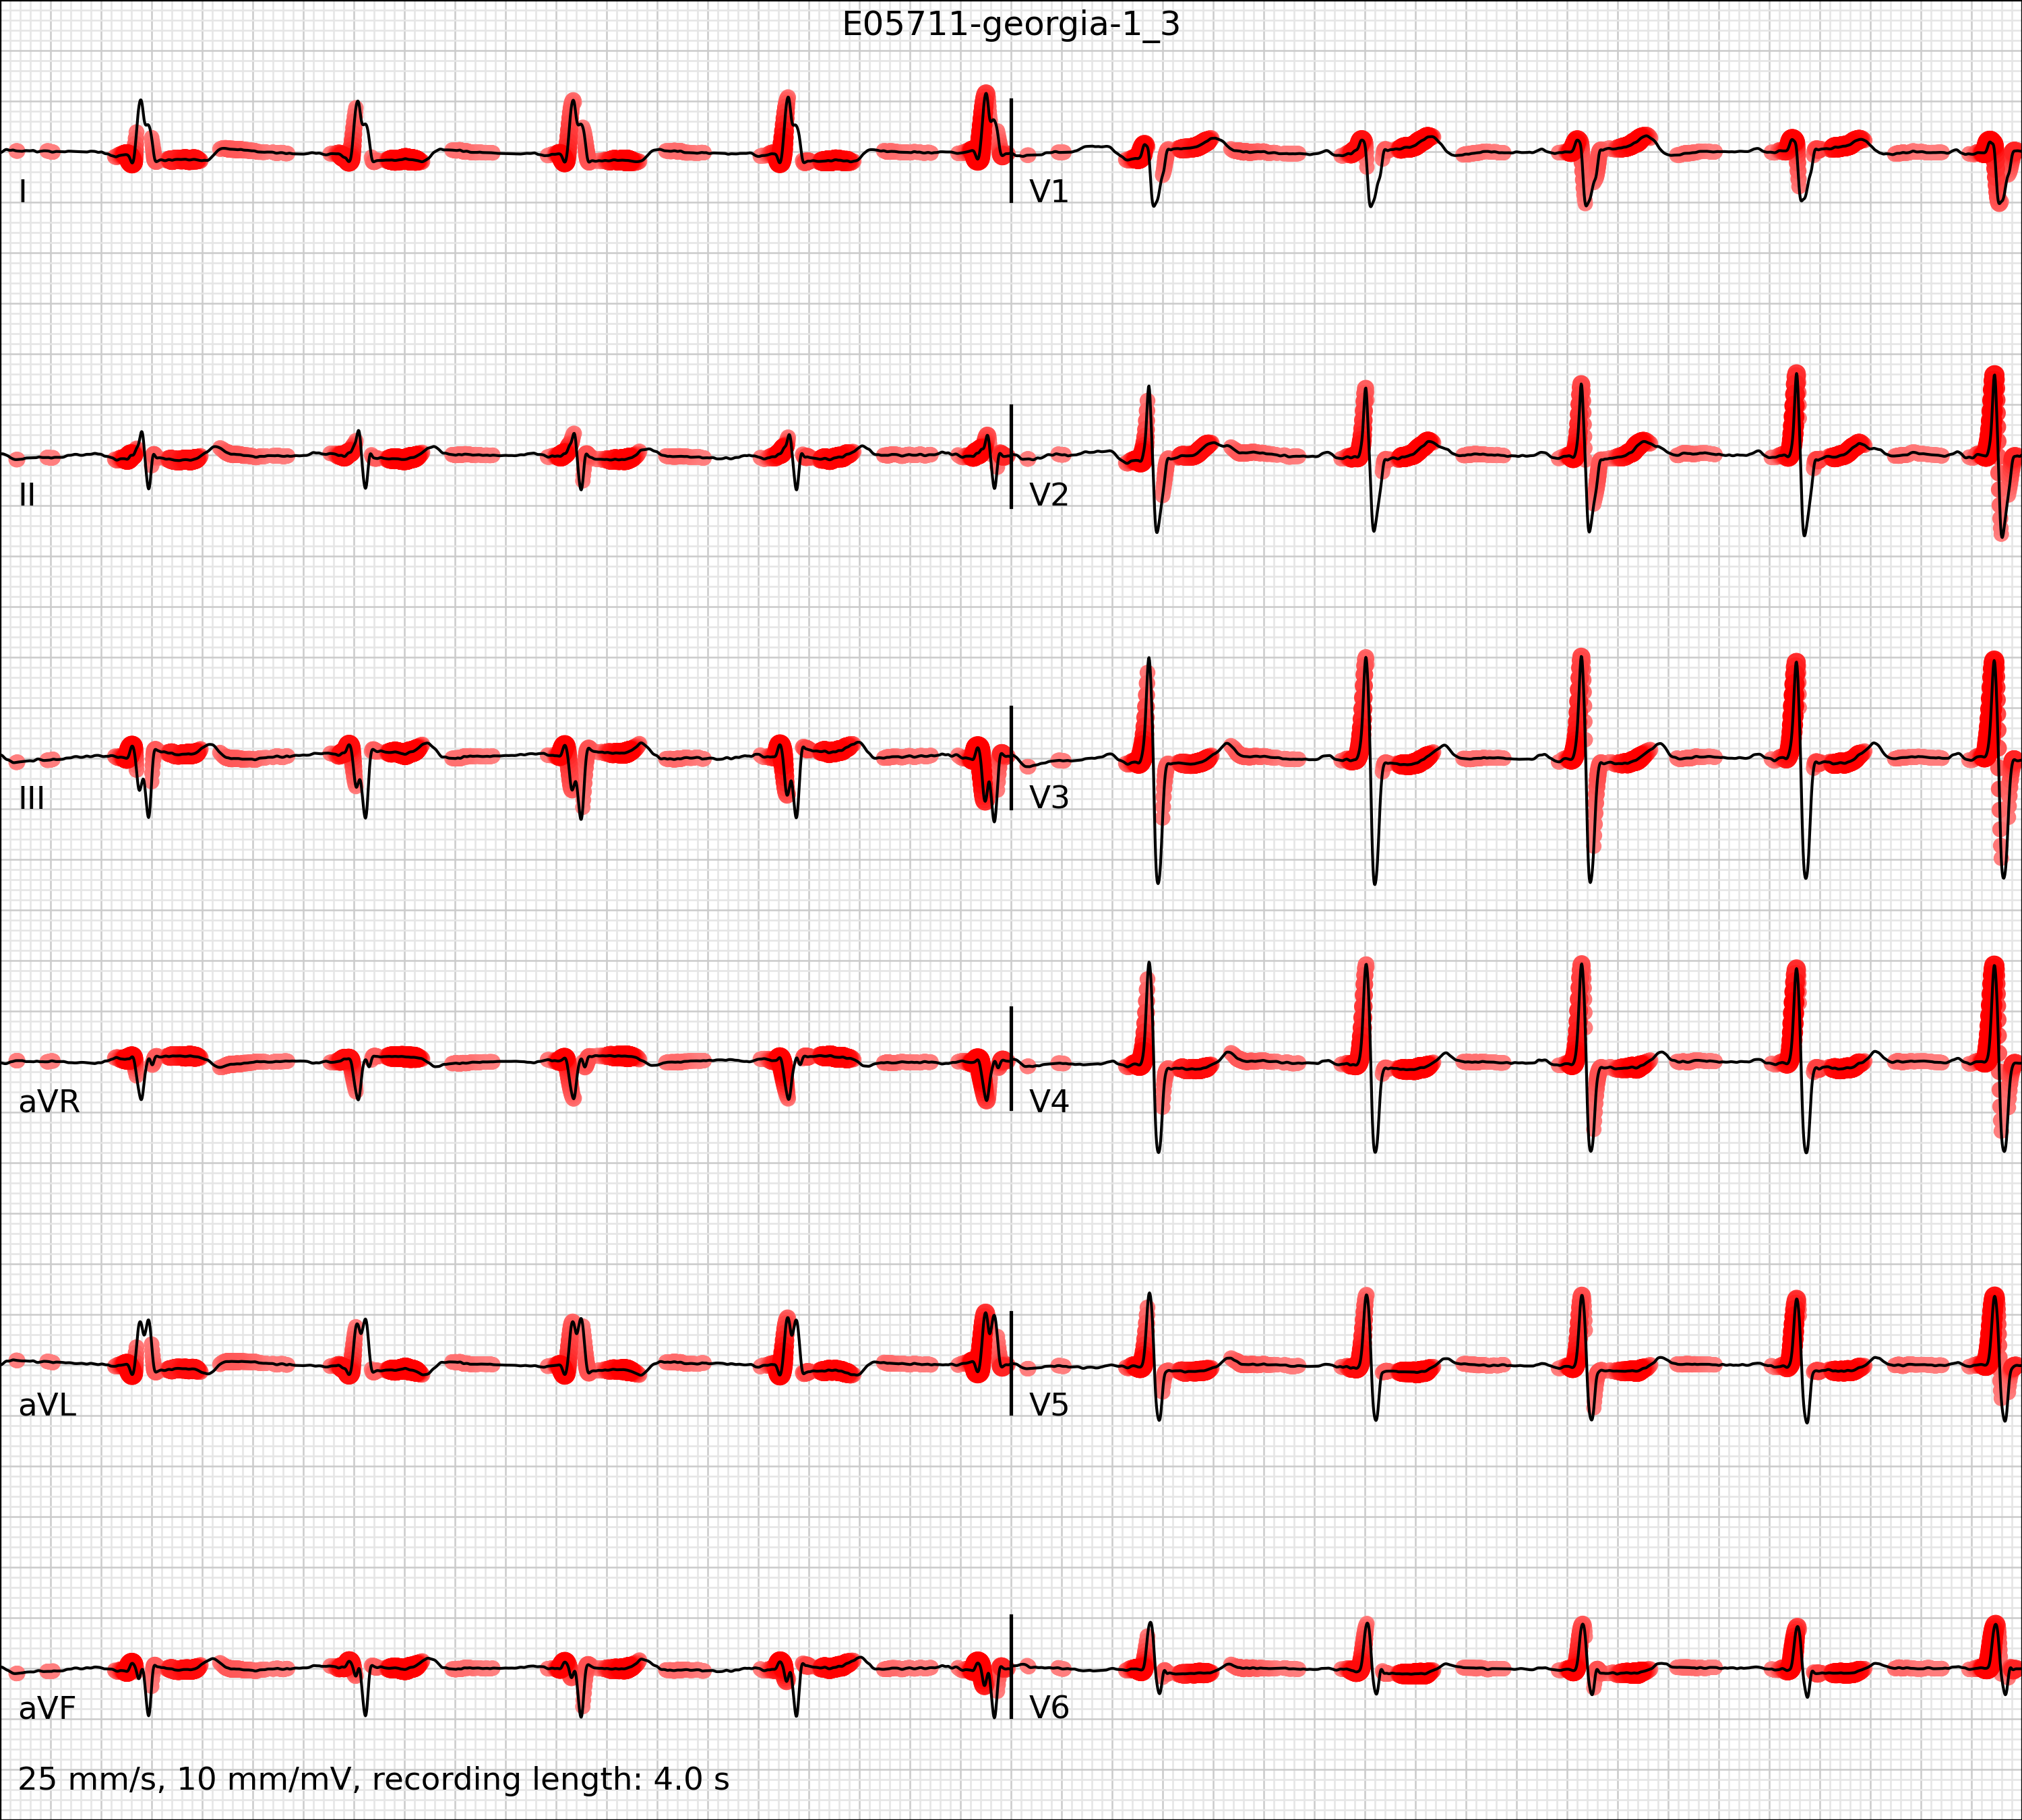 E05711-georgia-1_3
I
V1
II
V2
III
V3
aVR
V4
aVL
V5
aVF
V6
25 mm/s, 10 mm/mV, recording length: 4.0 s